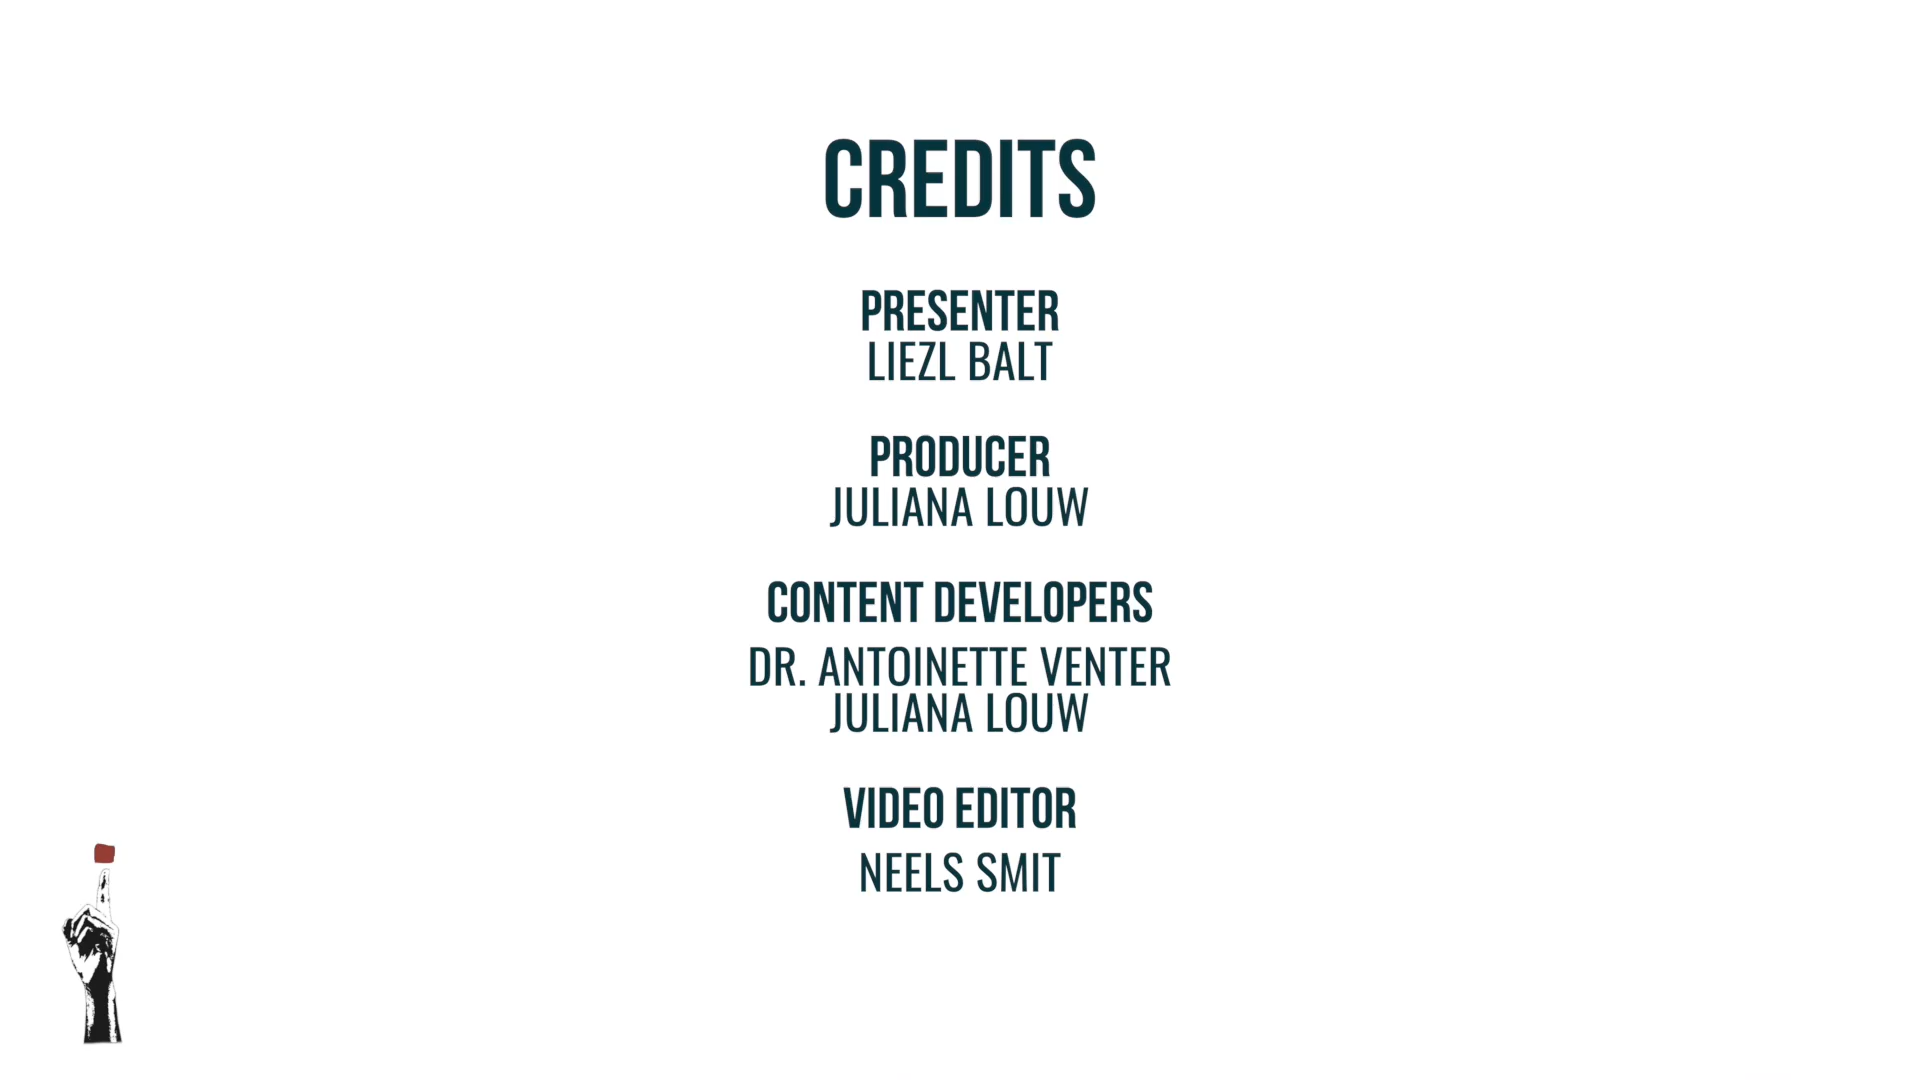 CREDITS
PRESENTER
LIEZL BALT
PRODUCER
JULIANA LOUW
CONTENT DEVELOPERS
DR. ANTOINETTE VENTER
JULIANA LOUW
VIDEO EDITOR
NEELS SMIT